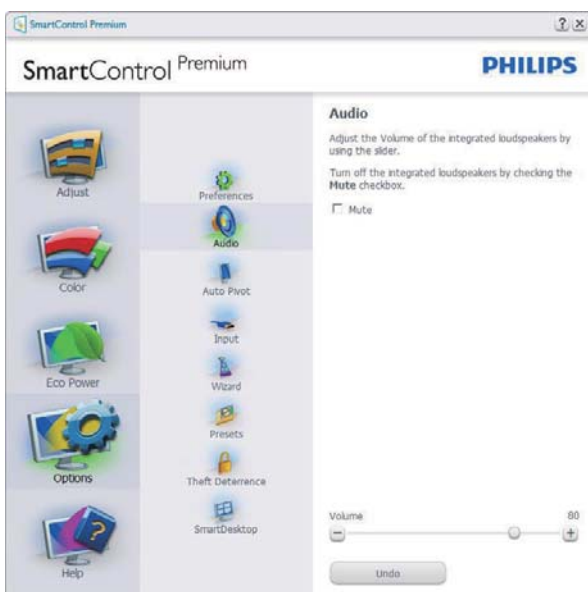 SmartControl Premium
SmartControl Premium
PHILIPS
Adjust
Color
Eco Power
Options
Help
Preferences
Audio
Auto Pivot
Input
Wizard
Presets
Theft Deterrence
SmartDesktop
Audio
Adjust the Volume of the integrated loudspeakers by
using the slider.
Turn off the integrated loudspeakers by checking the
Mute checkbox.
Mute
Volume 80
Undo